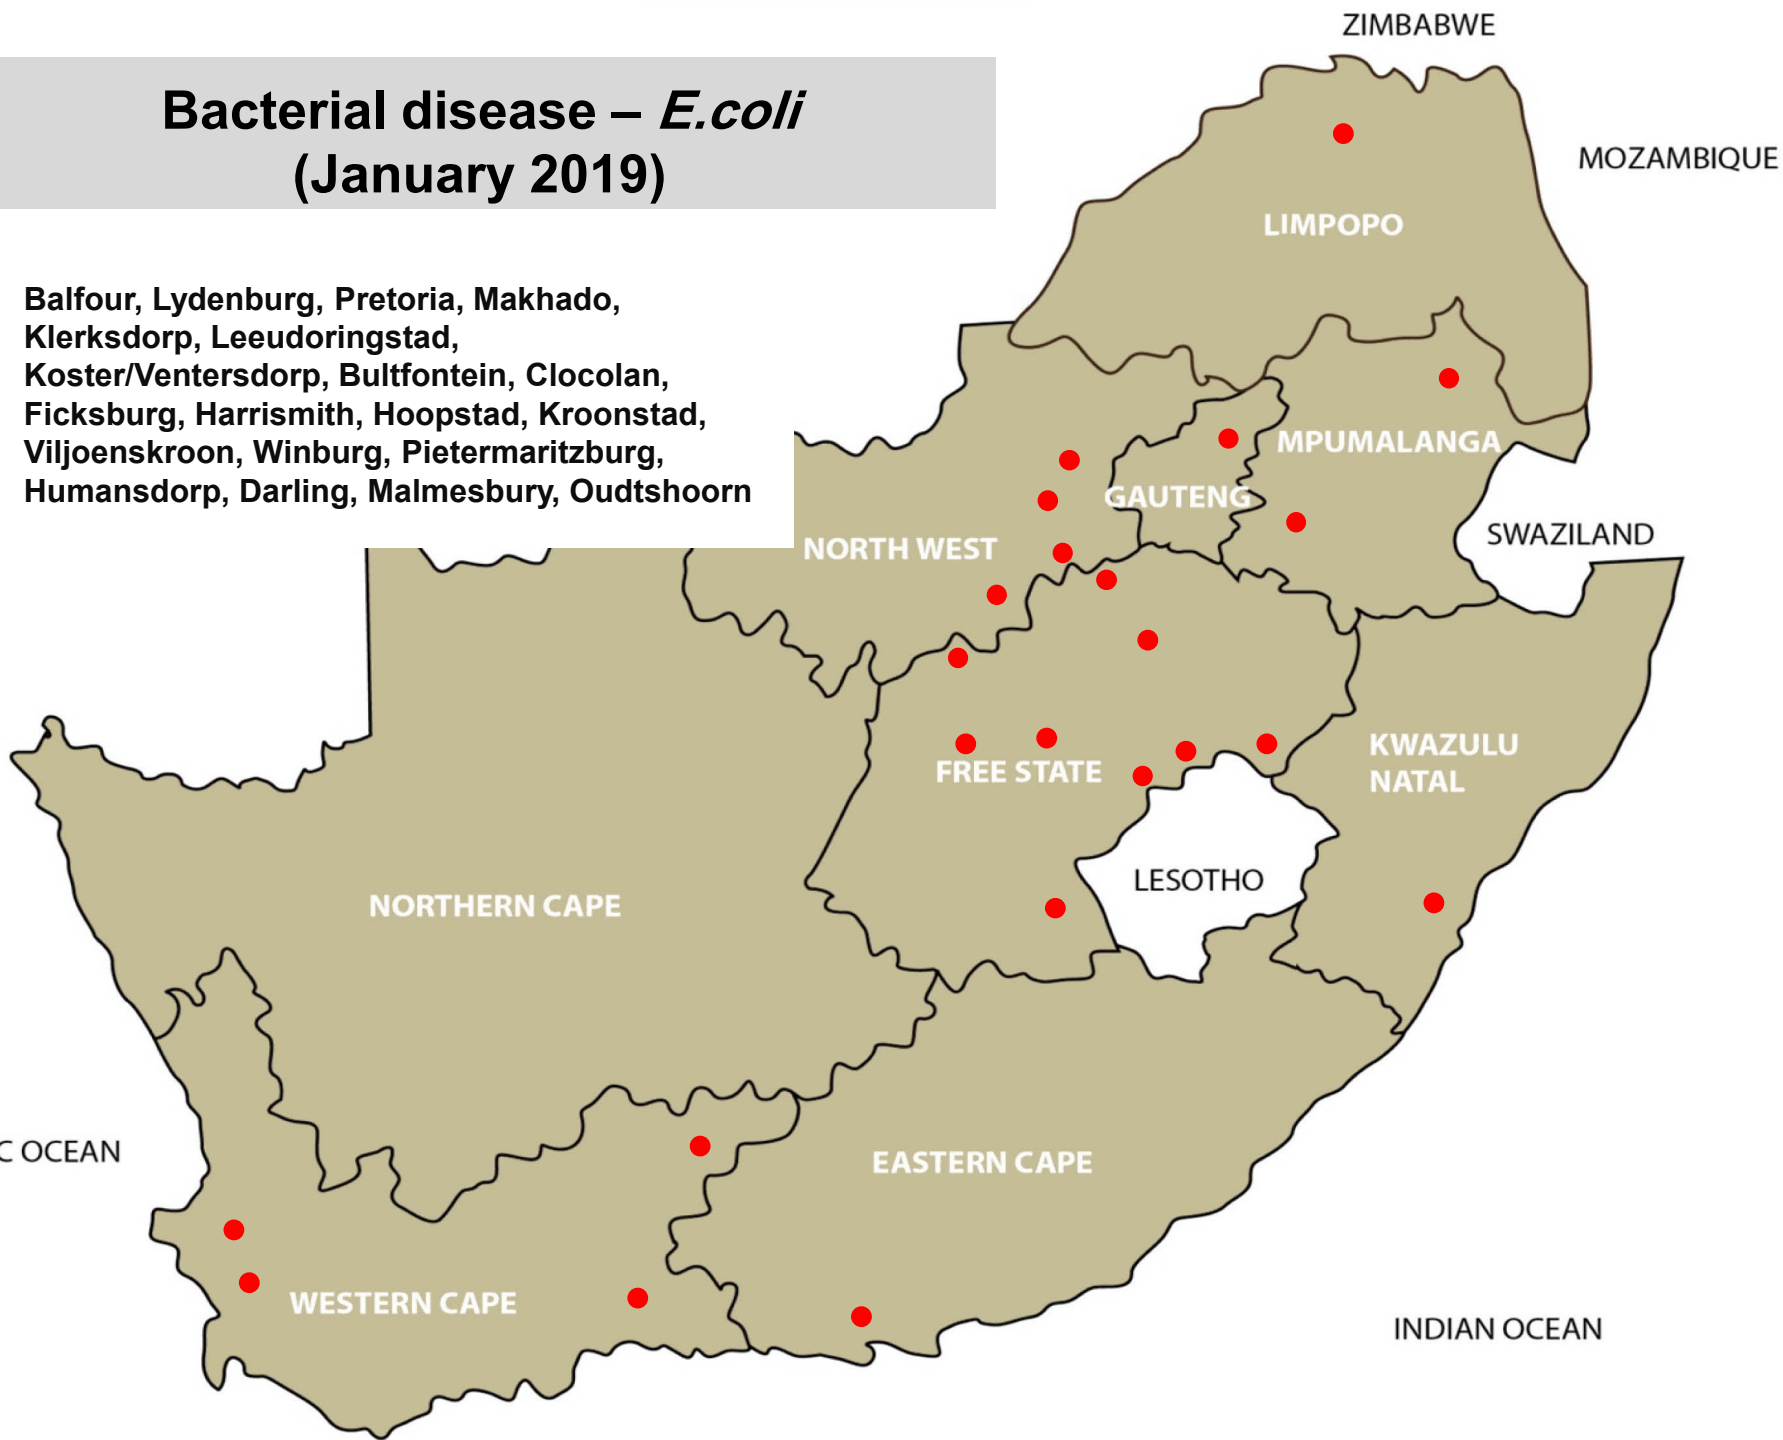 ZIMBABWE
Bacterial disease – E.coli
(January 2019)
MOZAMBIQUE
LIMPOPO
Balfour, Lydenburg, Pretoria, Makhado,
Klerksdorp, Leeudoringstad,
Koster/Ventersdorp, Bultfontein, Clocolan,
Ficksburg, Harrismith, Hoopstad, Kroonstad,
Viljoenskroon, Winburg, Pietermaritzburg,
Humansdorp, Darling, Malmesbury, Oudtshoorn
MPUMALANGA
GAUTENG
SWAZILAND
NORTH WEST
KWAZULU
NATAL
FREE STATE
LESOTHO
NORTHERN CAPE
C OCEAN
EASTERN CAPE
WESTERN CAPE
INDIAN OCEAN